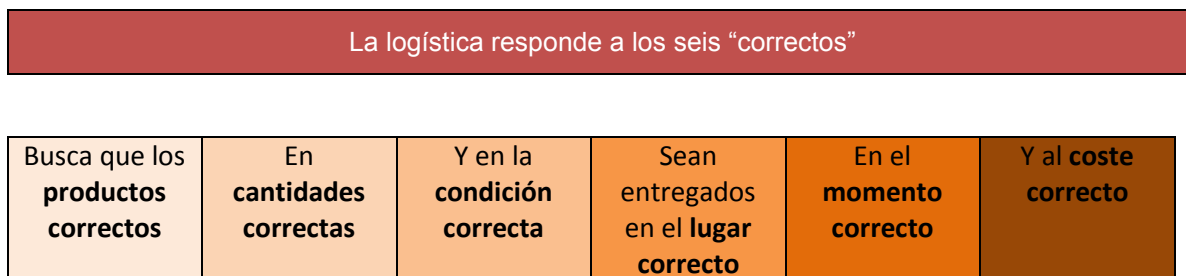 La logística responde a los seis “correctos”
Busca que los
productos
correctos
En
cantidades
correctas
Y en la
condición
correcta
Sean
entregados
en el lugar
correcto
En el
momento
correcto
Y al coste
correcto